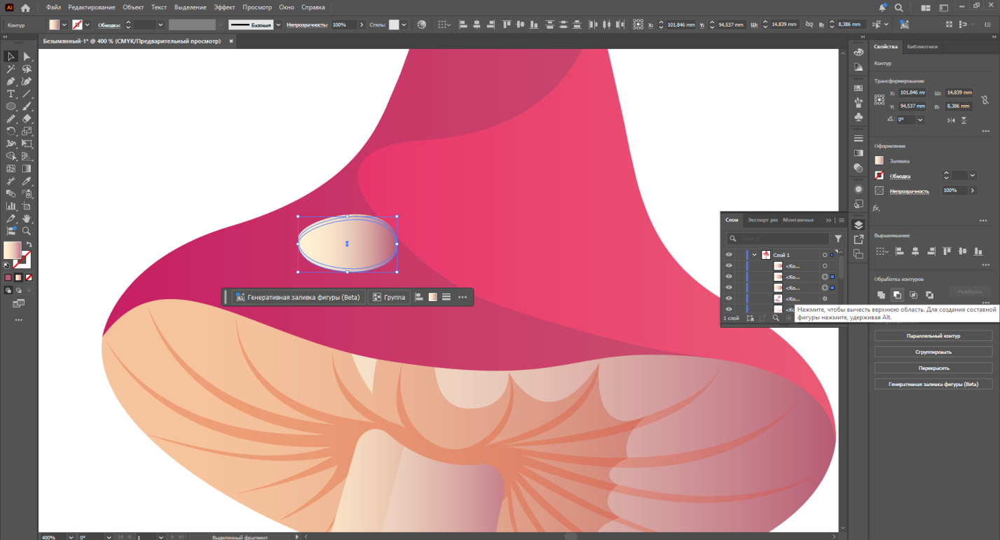 Ai
Файл Редактирование Объект Текст Выделение Эффект Просмотр Окно Справка
Контур
Обводка:
Базовая
Непрозрачность: 100%
Стили
X: 101,846 mm
Y: 94,537 mm
Ш: 14,839 mm
В: 8,386 mm
Безымянный-1* @ 400 % (CMYK/Предварительный просмотр) ×
Свойства Библиотеки
Контур
Трансформирование
X: 101,846 mm Ш: 14,839 mm
Y: 94,537 mm В: 8,386 mm
0°
Оформление
Заливка
Обводка
Непрозрачность 100%
fx.
Выравнивание
Обработка контуров
Разобрать
Слои Экспорт рес Монтажные
Поиск
Слой 1
<Ко...
<Ко...
<Ко...
<Ко...
<Ко
1 слой
Нажмите, чтобы вычесть верхнюю область. Для создания составной
фигуры нажмите, удерживая Alt.
Параллельный контур
Сгруппировать
Перекрасить
Генеративная заливка фигуры (Beta)
Генеративная заливка фигуры (Beta) Группа
400% 0° 1 Выделенный фрагмент